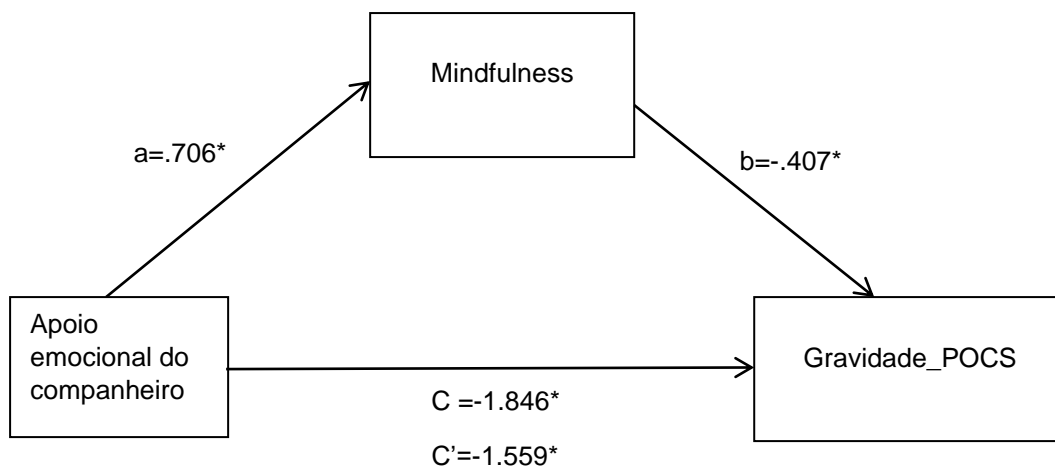 Mindfulness
a=.706*
b=-.407*
Apoio
emocional do
companheiro
Gravidade_POCS
C =-1.846*
C’=-1.559*